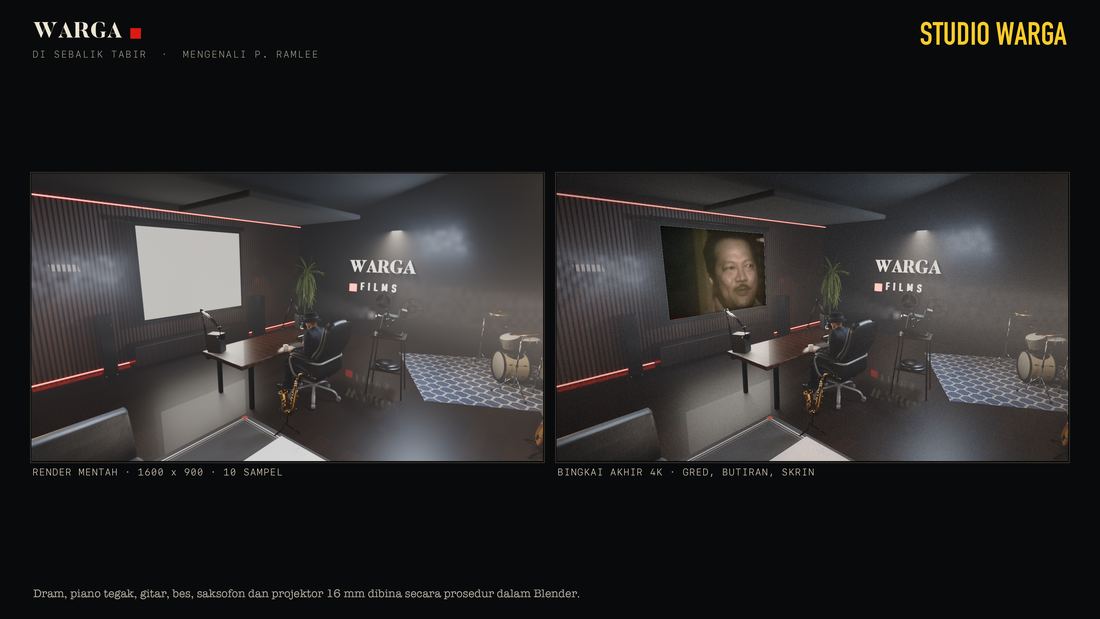 WARGA
DI SEBALIK TABIR · MENGENALI P. RAMLEE
STUDIO WARGA
WARGA
FILMS
WARGA
FILMS
RENDER MENTAH · 1600 x 900 · 10 SAMPEL
BINGKAI AKHIR 4K · GRED, BUTIRAN, SKRIN
Dram, piano tegak, gitar, bes, saksofon dan projektor 16 mm dibina secara prosedur dalam Blender.